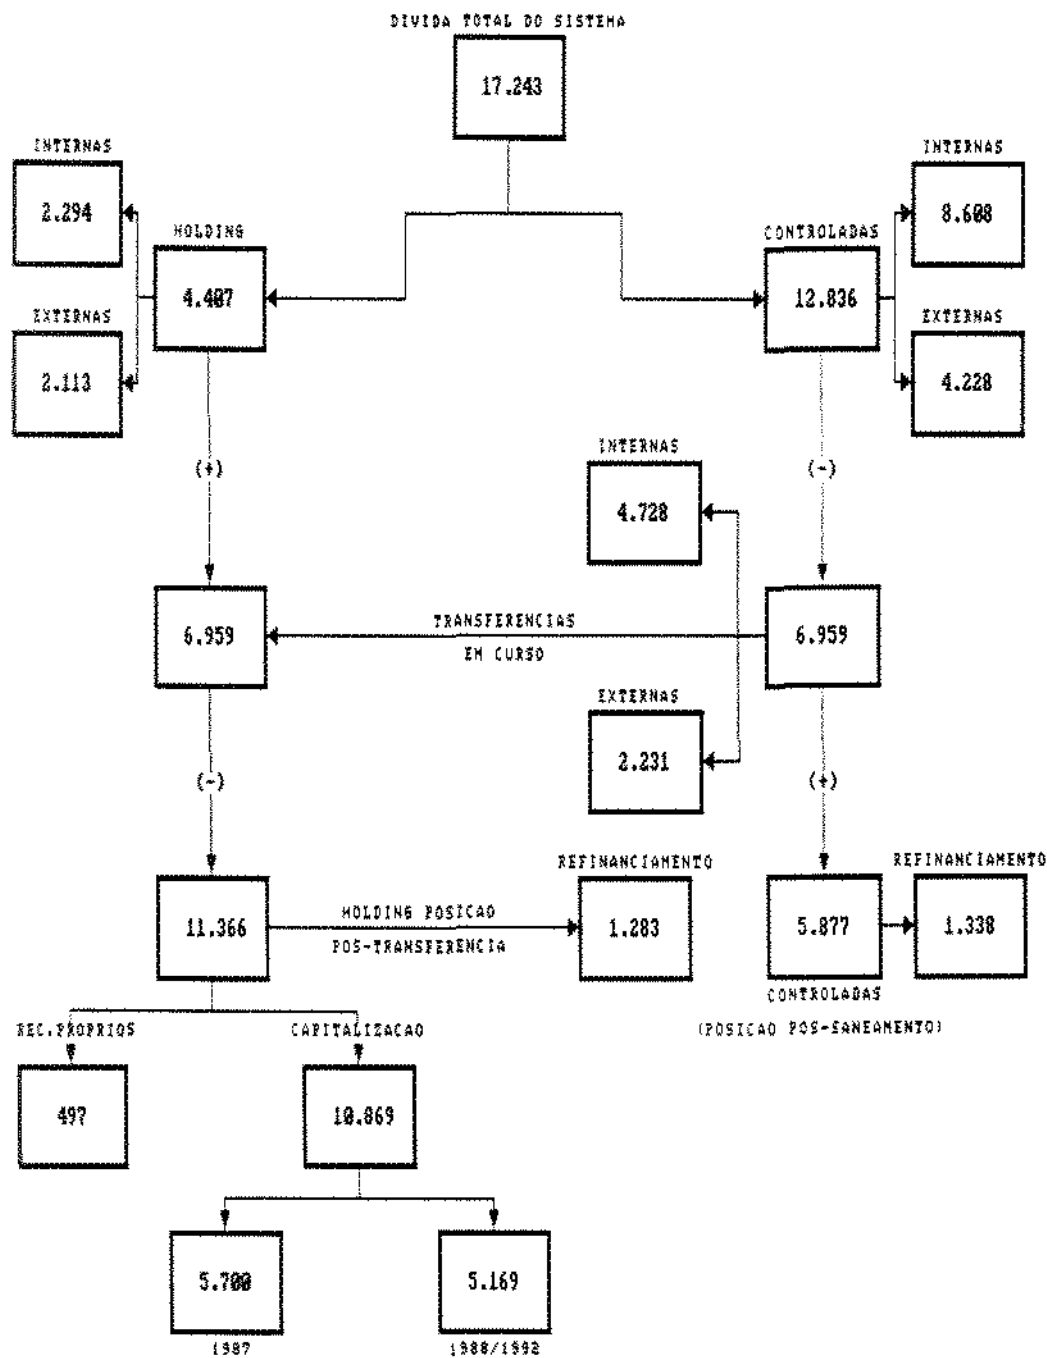 DIVIDA TOTAL DO SISTEMA
17.243
INTERNAS
2.294
HOLDING
4.407
EXTERNAS
2.113
INTERNAS
8.608
CONTROLADAS
12.836
EXTERNAS
4.228
(+)
(-)
INTERNAS
4.728
6.959
TRANSFERENCIAS
EM CURSO
6.959
EXTERNAS
2.231
(-)
(+)
11.366
HOLDING POSICAO
POS-TRANSFERENCIA
REFINANCIAMENTO
1.283
5.877
CONTROLADAS
(POSICAO POS-SANEAMENTO)
REFINANCIAMENTO
1.338
REC.PROPRIOS
497
CAPITALIZACAO
10.869
5.700
1987
5.169
1988/1992